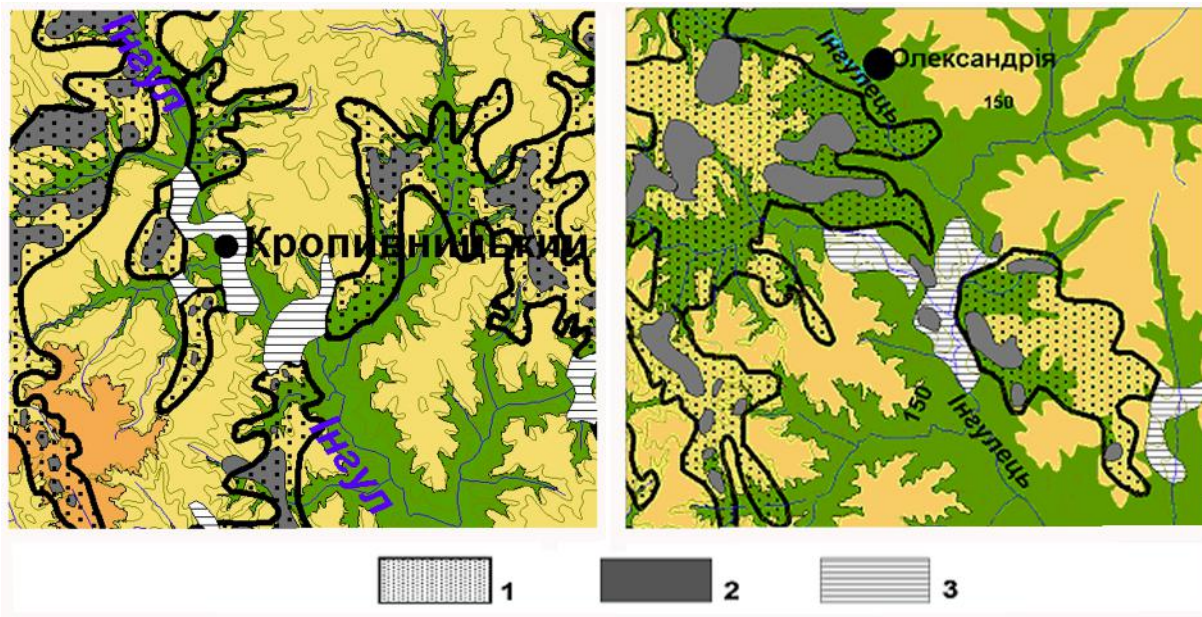 Інгул
Кропивницький
Інгул
Інгулець
Олександрія
150
150
Інгулець
1
2
3